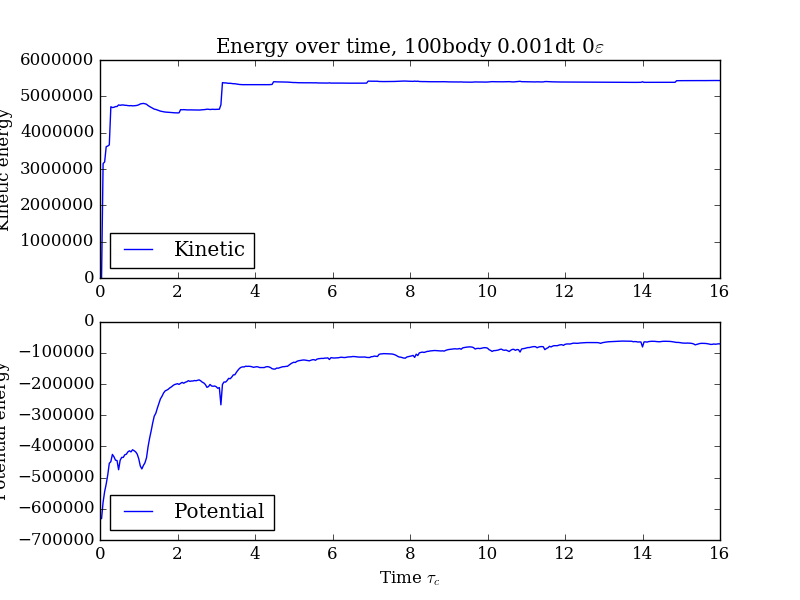 Energy over time, 100body 0.001dt 0ε
6000000
5000000
4000000
3000000
2000000
1000000
0
Kinetic energy
Kinetic
0 2 4 6 8 10 12 14 16
0
−100000
−200000
−300000
−400000
−500000
−600000
−700000
Potential energy
Potential
0 2 4 6 8 10 12 14 16
Time τc